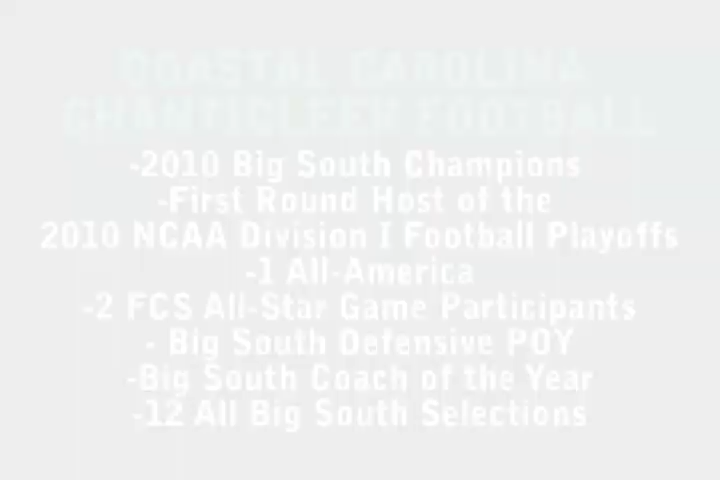 COASTAL CAROLINA
CHANTICLEER FOOTBALL
-2010 Big South Champions
-First Round Host of the
2010 NCAA Division I Football Playoffs
-1 All-America
-2 FCS All-Star Game Participants
- Big South Defensive POY
-Big South Coach of the Year
-12 All Big South Selections